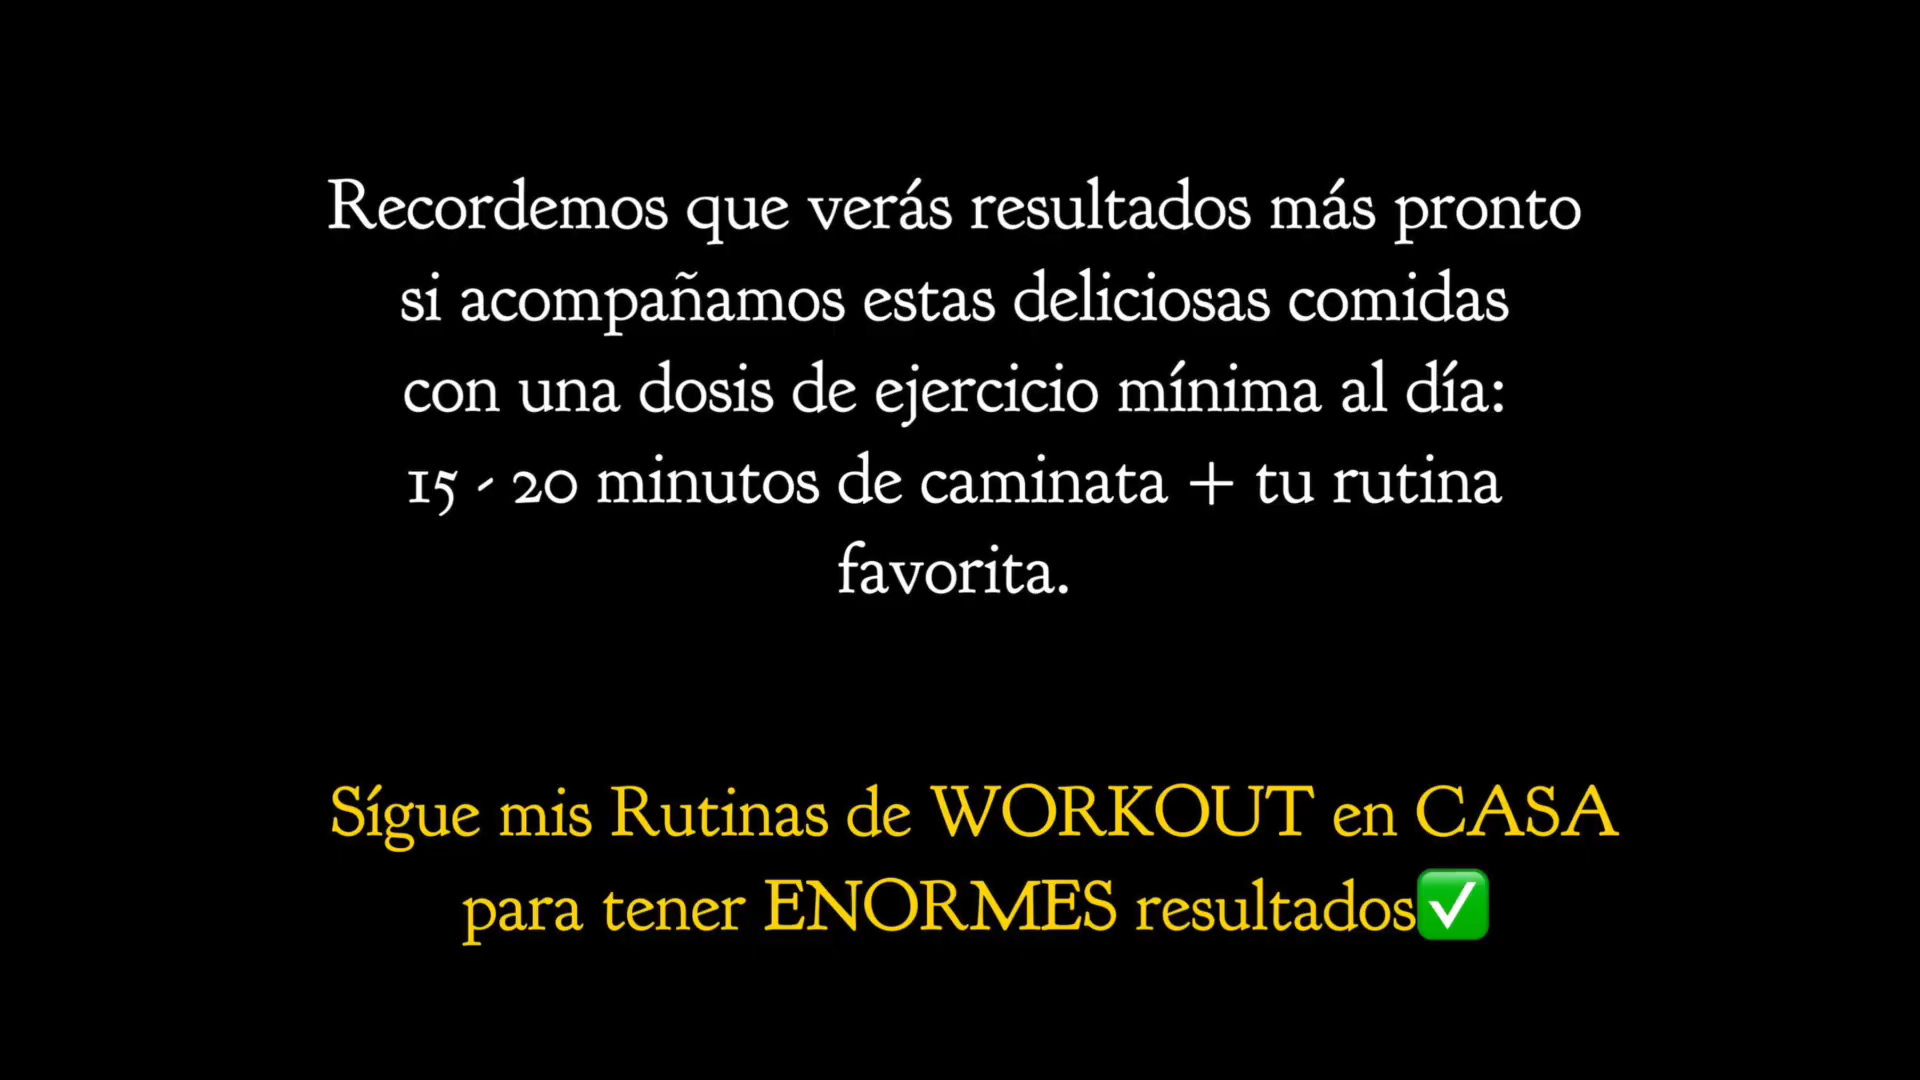 Recordemos que verás resultados más pronto
si acompañamos estas deliciosas comidas
con una dosis de ejercicio mínima al día:
15 - 20 minutos de caminata + tu rutina
favorita.
Sígue mis Rutinas de WORKOUT en CASA
para tener ENORMES resultados✅